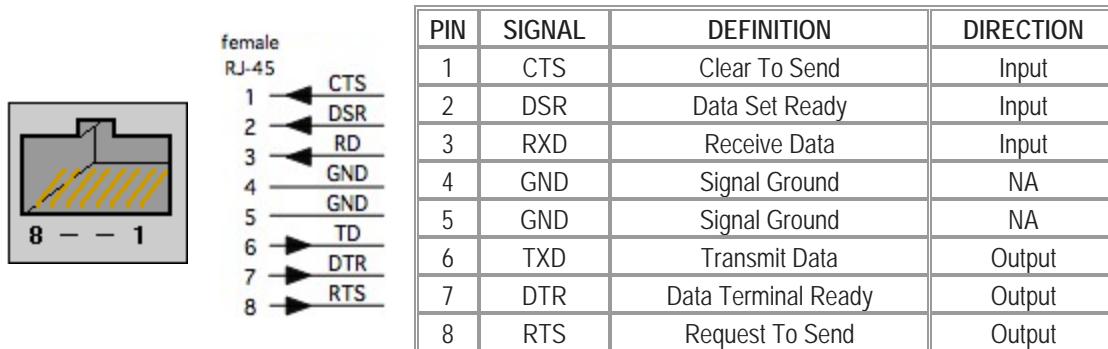 8 – – 1
female
RJ-45
1 CTS
2 DSR
3 RD
4 GND
5 GND
6 TD
7 DTR
8 RTS
PIN SIGNAL DEFINITION DIRECTION
1 CTS Clear To Send Input
2 DSR Data Set Ready Input
3 RXD Receive Data Input
4 GND Signal Ground NA
5 GND Signal Ground NA
6 TXD Transmit Data Output
7 DTR Data Terminal Ready Output
8 RTS Request To Send Output